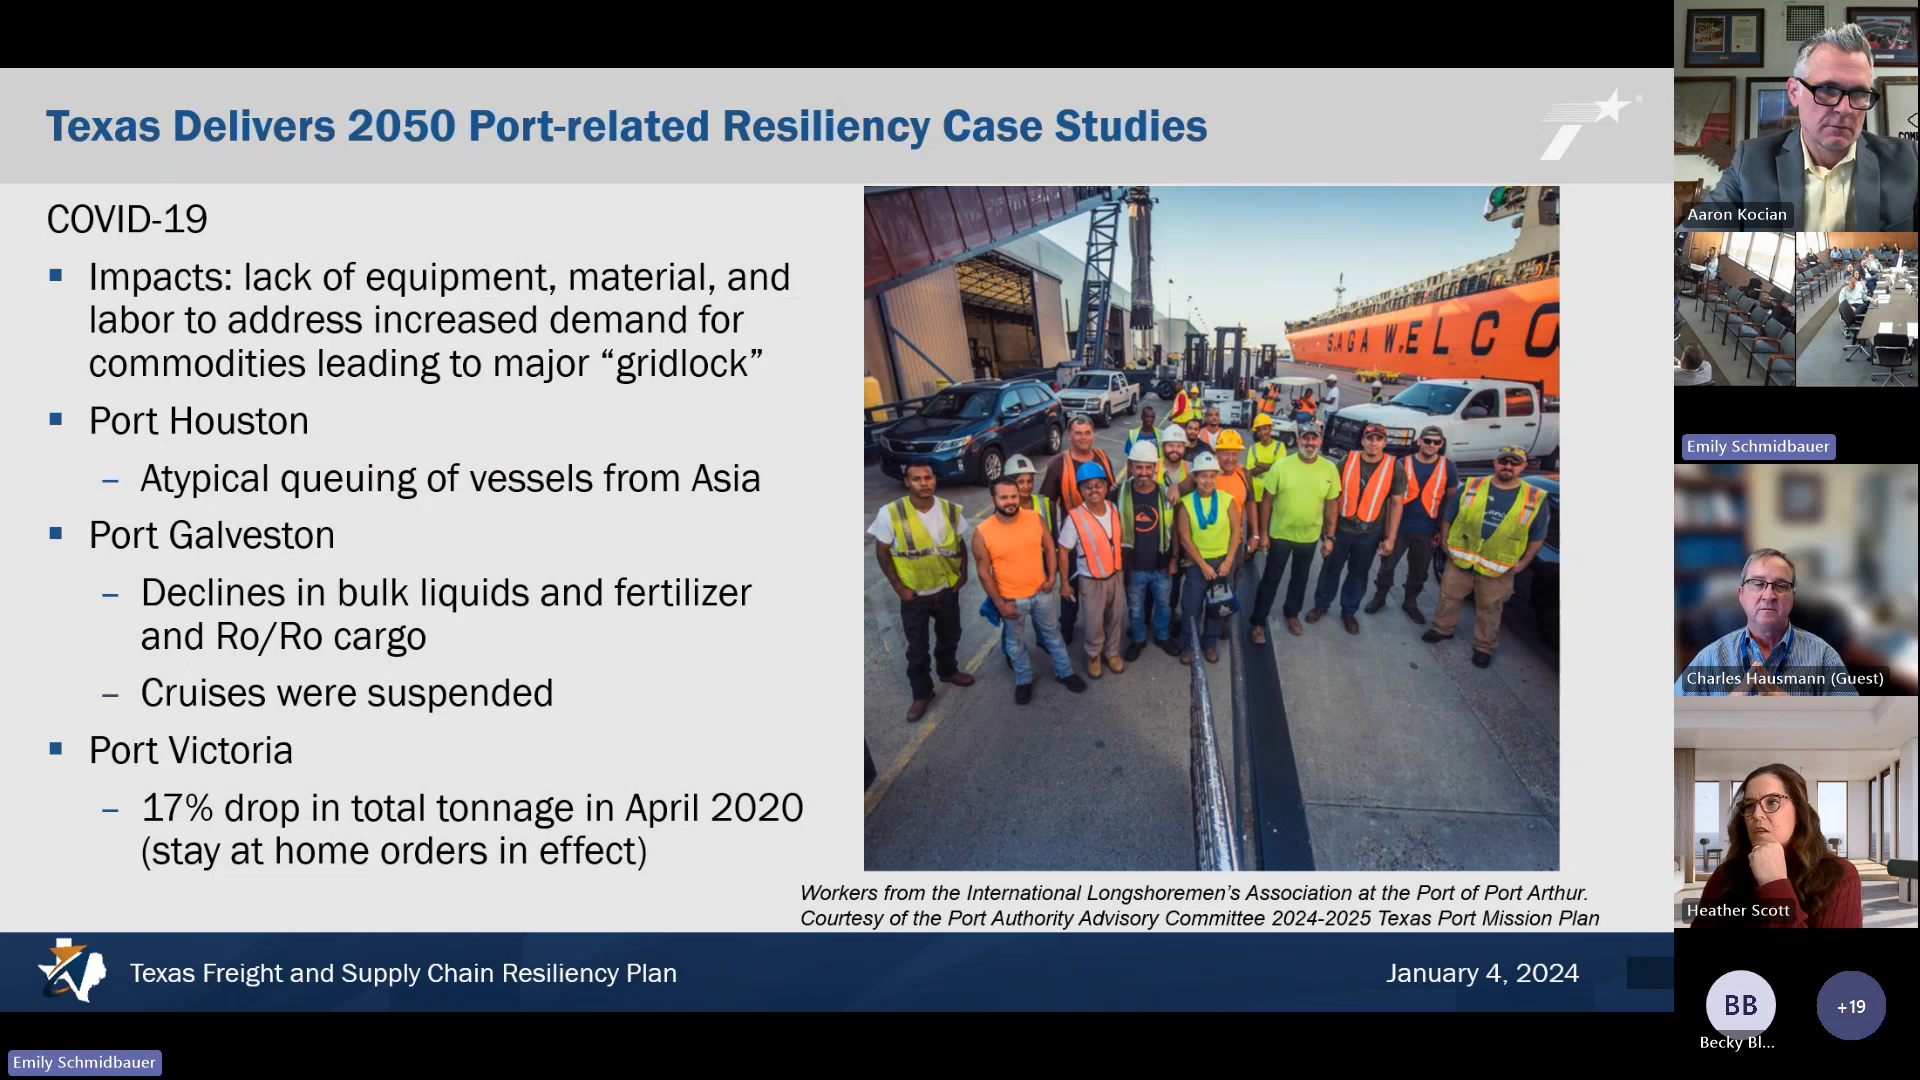 Texas Delivers 2050 Port-related Resiliency Case Studies
COVID-19
Impacts: lack of equipment, material, and
labor to address increased demand for
commodities leading to major “gridlock”
Port Houston
– Atypical queuing of vessels from Asia
Port Galveston
– Declines in bulk liquids and fertilizer
and Ro/Ro cargo
– Cruises were suspended
Port Victoria
– 17% drop in total tonnage in April 2020
(stay at home orders in effect)
SAGA WELCO
Workers from the International Longshoremen’s Association at the Port of Port Arthur.
Courtesy of the Port Authority Advisory Committee 2024-2025 Texas Port Mission Plan
Texas Freight and Supply Chain Resiliency Plan
January 4, 2024
Emily Schmidbauer
Aaron Kocian
Emily Schmidbauer
Charles Hausmann (Guest)
Heather Scott
BB
Becky Bl...
+19